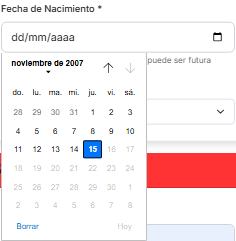 Fecha de Nacimiento *
dd/mm/aaaa
puede ser futura
noviembre de 2007
do. lu. ma. mi. ju. vi. sá.
28 29 30 31 1 2 3
4 5 6 7 8 9 10
11 12 13 14 15 16 17
18 19 20 21 22 23 24
25 26 27 28 29 30 1
2 3 4 5 6 7 8
Borrar Hoy